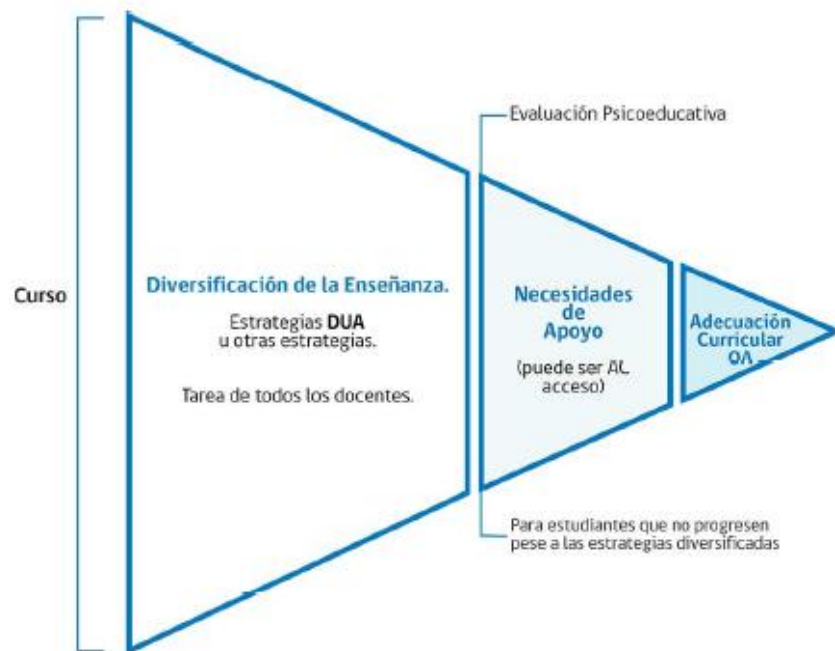 Evaluación Psicoeducativa
Curso
Diversificación de la Enseñanza.
Estrategias DUA
u otras estrategias.
Tarea de todos los docentes.
Necesidades
de
Apoyo
(puede ser AC
acceso)
Adecuación
Curricular
OA
Para estudiantes que no progresen
pese a las estrategias diversificadas